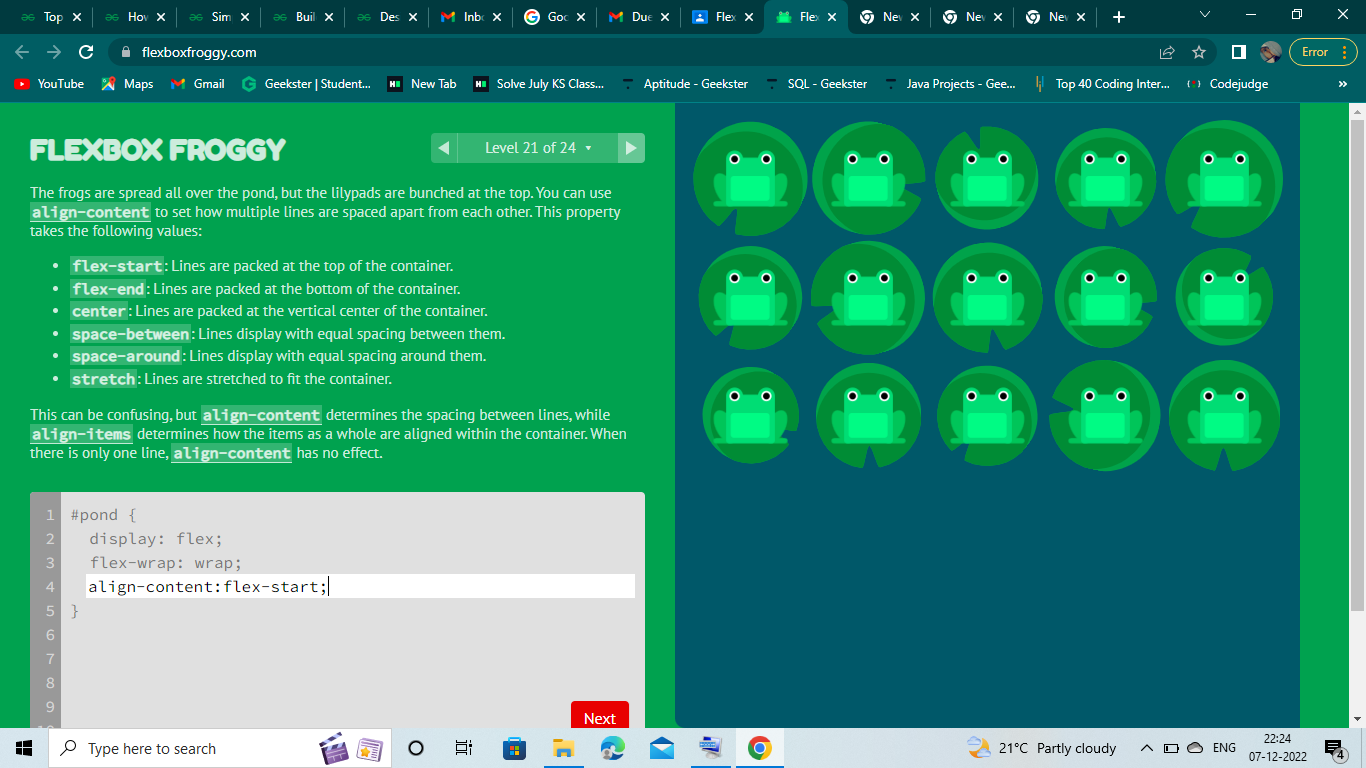 Top
How
Sim
Buil
Des
Inbo
Goo
Due
Flex
Flex
New
New
New
flexboxfroggy.com
Error
YouTube
Maps
Gmail
Geekster | Student...
New Tab
Solve July KS Class...
Aptitude - Geekster
SQL - Geekster
Java Projects - Gee...
Top 40 Coding Inter...
Codejudge
»
FLEXBOX FROGGY
Level 21 of 24
The frogs are spread all over the pond, but the lilypads are bunched at the top. You can use
align-content to set how multiple lines are spaced apart from each other. This property
takes the following values:
• flex-start: Lines are packed at the top of the container.
• flex-end: Lines are packed at the bottom of the container.
• center: Lines are packed at the vertical center of the container.
• space-between: Lines display with equal spacing between them.
• space-around: Lines display with equal spacing around them.
• stretch: Lines are stretched to fit the container.
This can be confusing, but align-content determines the spacing between lines, while
align-items determines how the items as a whole are aligned within the container. When
there is only one line, align-content has no effect.
1 #pond {
2 display: flex;
3 flex-wrap: wrap;
4 align-content:flex-start;
5 }
6
7
8
9
Next
Type here to search
21°C Partly cloudy
ENG
22:24
07-12-2022
4